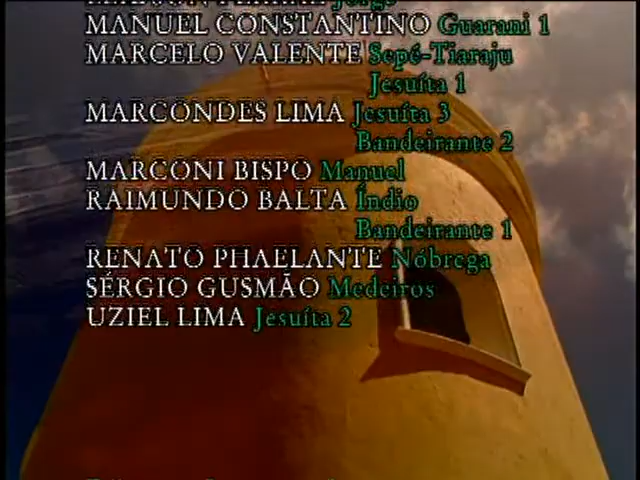 MANUEL CONSTANTINO Guarani 1
MARCELO VALENTE Sepé-Tiaraju
Jesuíta 1
MARCONDES LIMA Jesuíta 3
Bandeirante 2
MARCONI BISPO Manuel
RAIMUNDO BALTA Índio
Bandeirante 1
RENATO PHAELANTE Nóbrega
SÉRGIO GUSMÃO Medeiros
UZIEL LIMA Jesuíta 2